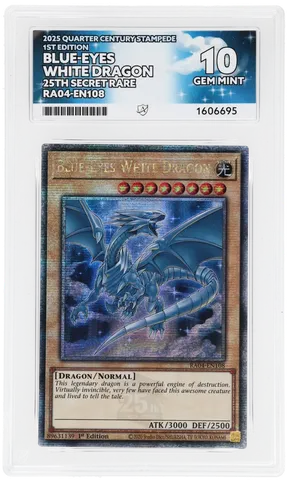 2025 QUARTER CENTURY STAMPEDE
1ST EDITION
BLUE-EYES
WHITE DRAGON
25TH SECRET RARE
RA04-EN108
10
GEM MINT
1606695
BLUE-EYES WHITE DRAGON
RA04-EN108
[Dragon/Normal]
This legendary dragon is a powerful engine of destruction.
Virtually invincible, very few have faced this awesome creature
and lived to tell the tale.
25th
ATK/3000 DEF/2500
89631139 1st Edition